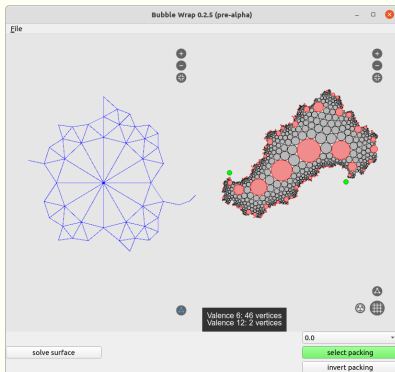 Bubble Wrap 0.2.5 (pre-alpha)
File
Valence 6: 46 vertices
Valence 12: 2 vertices
0.0
solve surface
select packing
invert packing